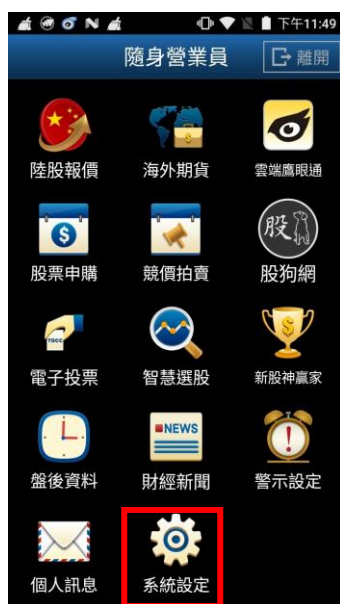 下午11:49
隨身營業員
離開
陸股報價 海外期貨 雲端鷹眼通
$
股
股票申購 競價拍賣 股狗網
TDCC
$
電子投票 智慧選股 新股神贏家
NEWS
盤後資料 財經新聞 警示設定
個人訊息 系統設定